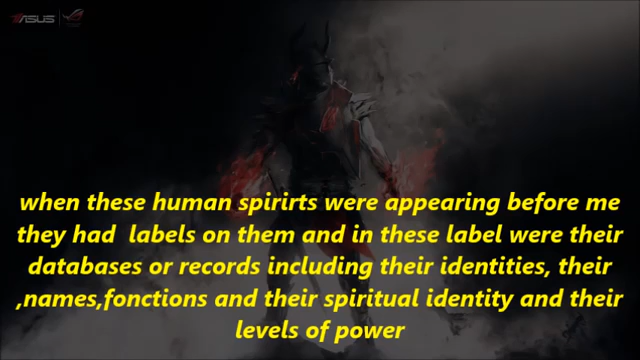 ASUS
when these human spirirts were appearing before me
they had labels on them and in these label were their
databases or records including their identities, their
,names,fonctions and their spiritual identity and their
levels of power